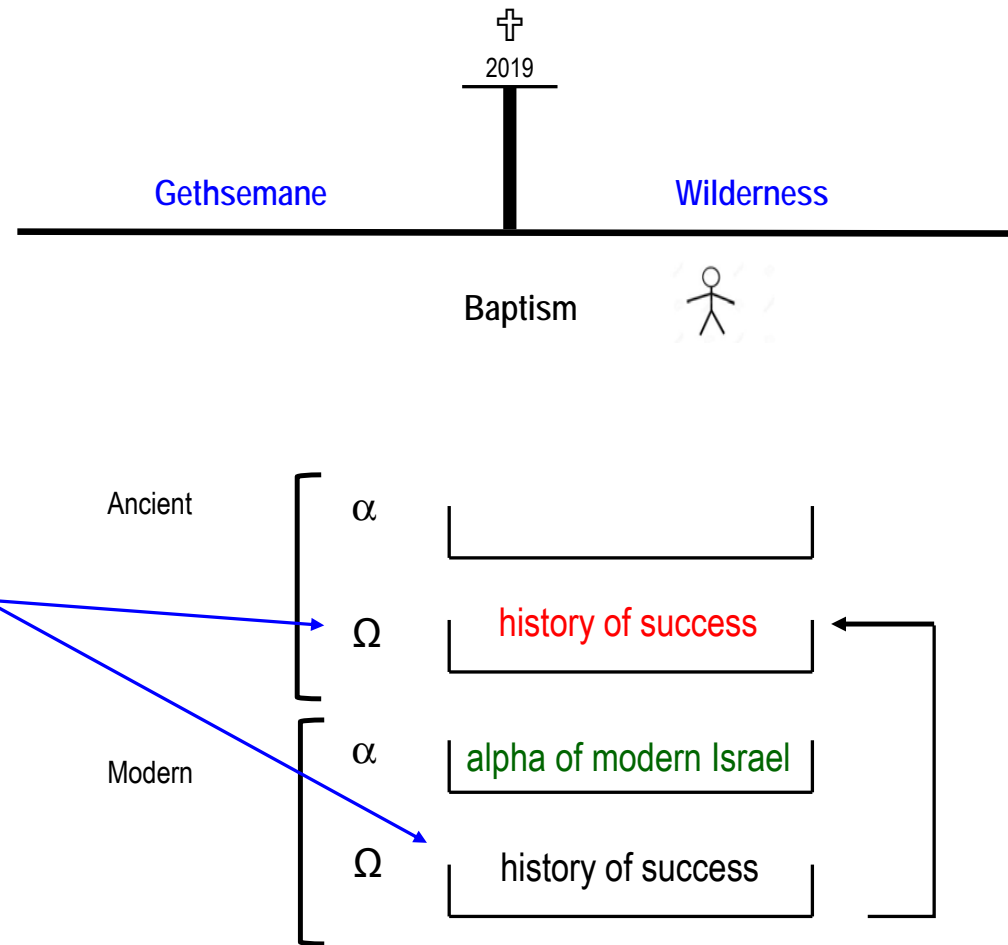 2019
Gethsemane Wilderness
Baptism
Ancient α
Ω history of success
α alpha of modern Israel
Modern
Ω history of success